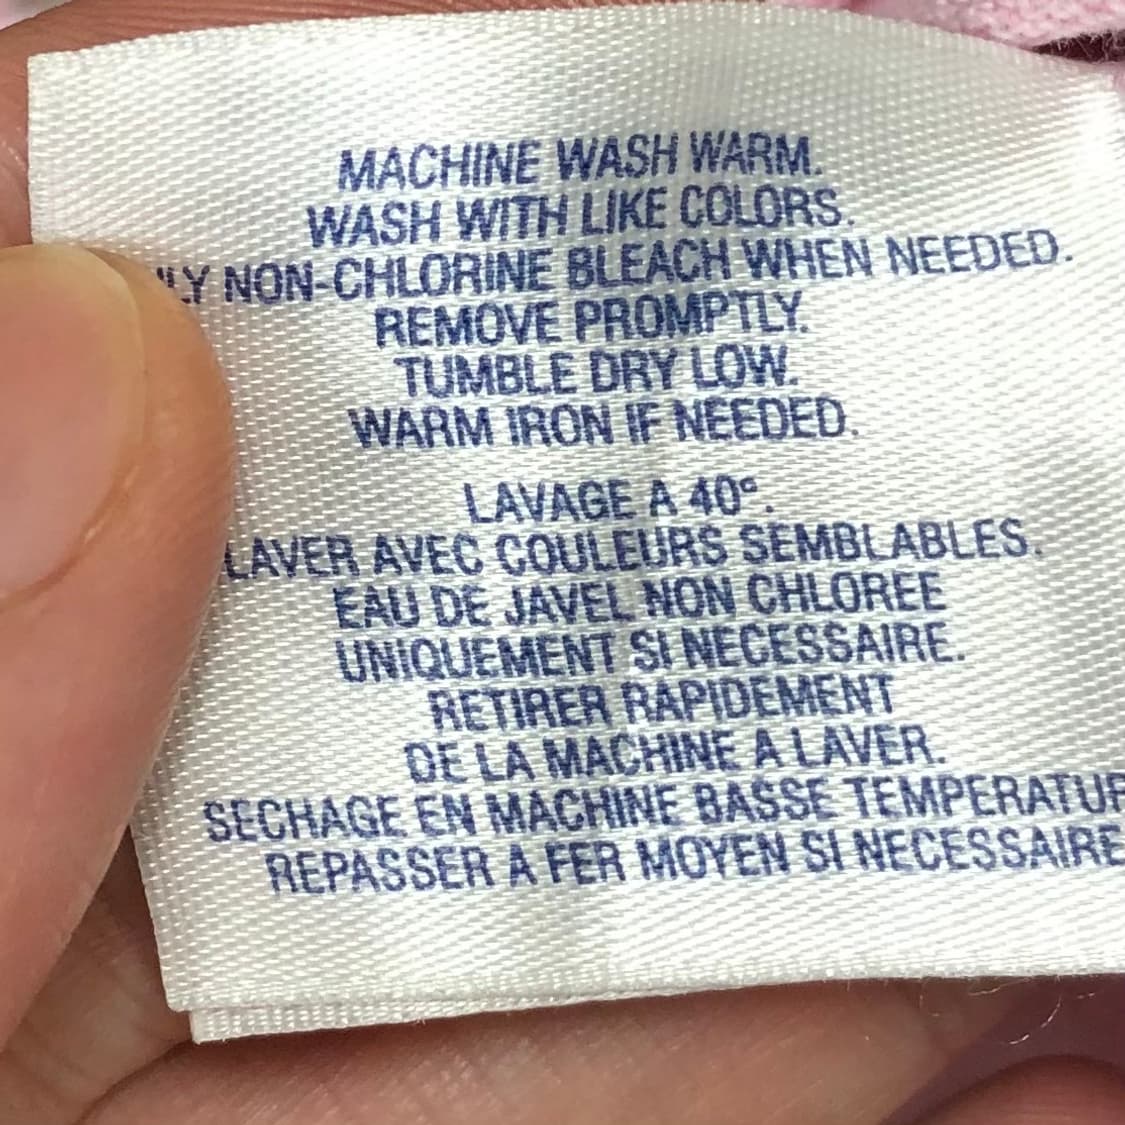 MACHINE WASH WARM.
WASH WITH LIKE COLORS.
NON-CHLORINE BLEACH WHEN NEEDED.
REMOVE PROMPTLY.
TUMBLE DRY LOW.
WARM IRON IF NEEDED.
LAVAGE A 40°.
LAVER AVEC COULEURS SEMBLABLES.
EAU DE JAVEL NON CHLOREE
UNIQUEMENT SI NECESSAIRE.
RETIRER RAPIDEMENT
DE LA MACHINE A LAVER.
SECHAGE EN MACHINE BASSE
REPASSER A FER MOYEN SI NECESSAIRE